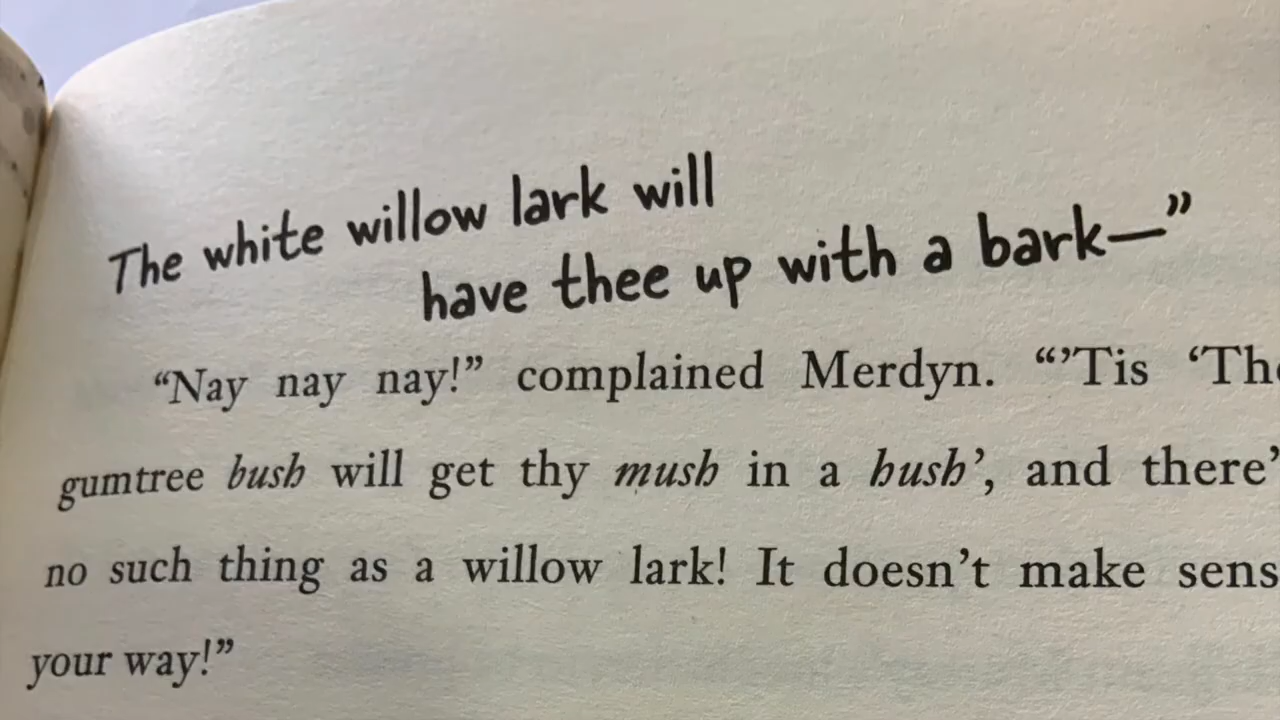 The white willow lark will
have thee up with a bark—”
“Nay nay nay!” complained Merdyn. “’Tis ‘The
gumtree bush will get thy mush in a hush’, and there’
no such thing as a willow lark! It doesn’t make sens
your way!”